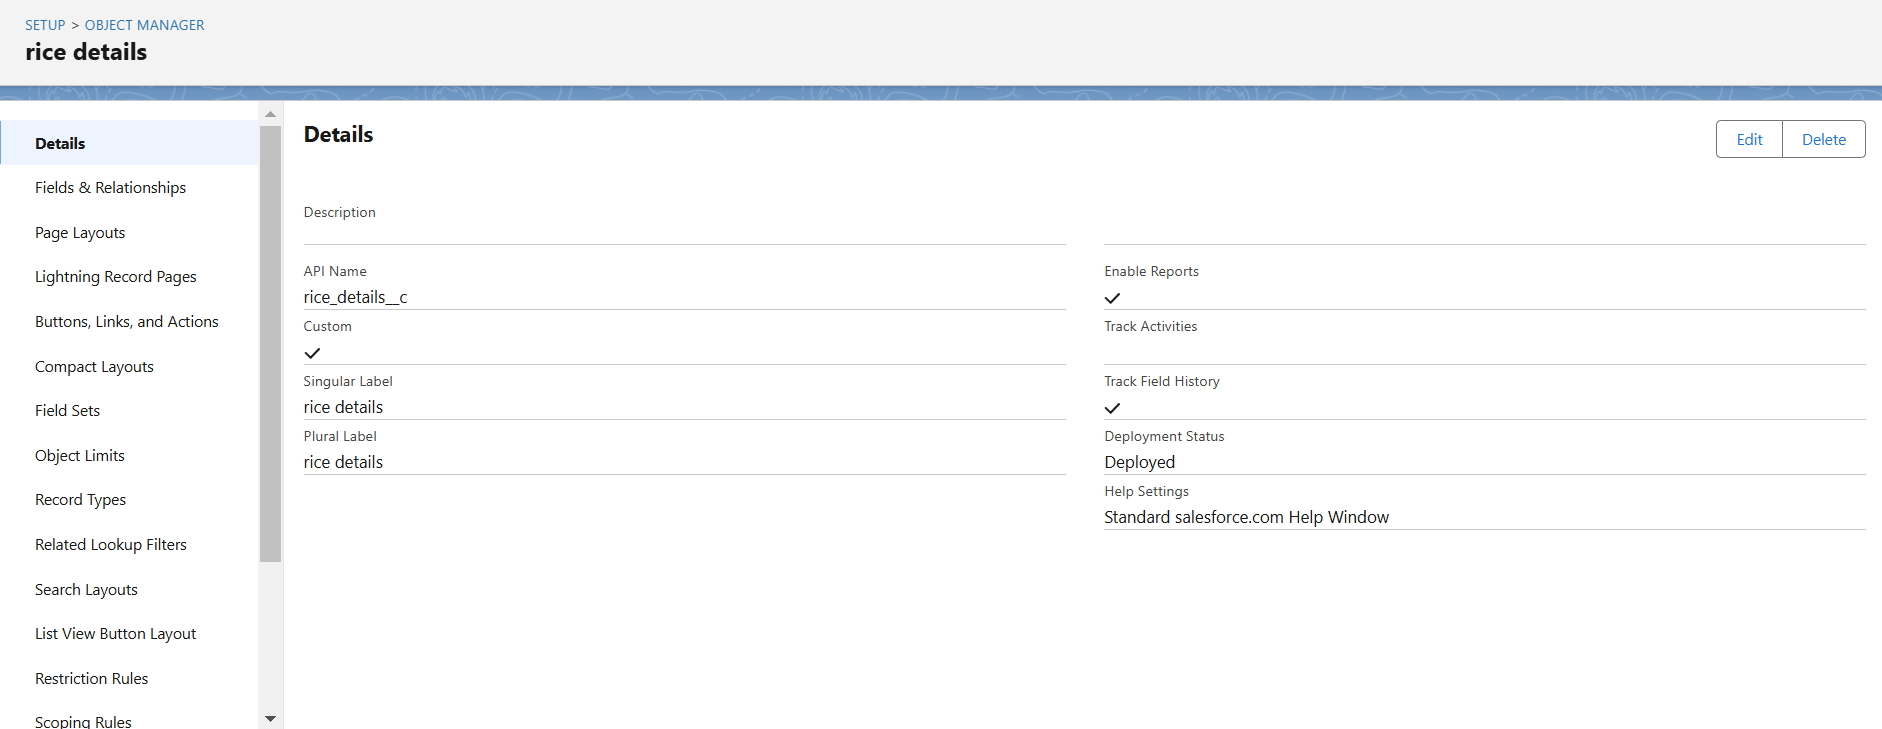 SETUP > OBJECT MANAGER
rice details
Details
Fields & Relationships
Page Layouts
Lightning Record Pages
Buttons, Links, and Actions
Compact Layouts
Field Sets
Object Limits
Record Types
Related Lookup Filters
Search Layouts
List View Button Layout
Restriction Rules
Scoping Rules
Details
Edit
Delete
Description
API Name
rice_details__c
Custom
Singular Label
rice details
Plural Label
rice details
Enable Reports
Track Activities
Track Field History
Deployment Status
Deployed
Help Settings
Standard salesforce.com Help Window